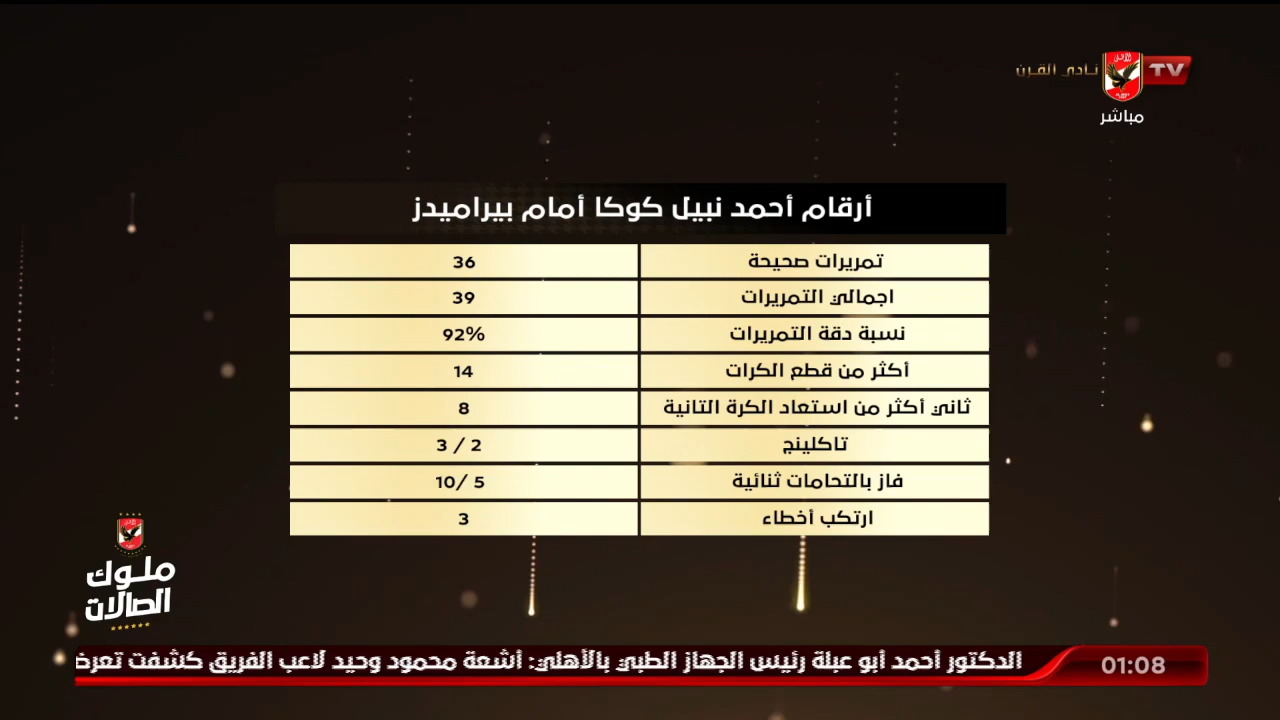 نادي القرن TV
مباشر
أرقام أحمد نبيل كوكا أمام بيراميدز
تمريرات صحيحة 36
اجمالي التمريرات 39
نسبة دقة التمريرات 92%
أكثر من قطع الكرات 14
ثاني أكثر من استعاد الكرة التانية 8
تاكلينج 3 / 2
فاز بالتحامات ثنائية 10/ 5
ارتكب أخطاء 3
ملوك
الصالات
الدكتور أحمد أبو عبلة رئيس الجهاز الطبي بالأهلي: أشعة محمود وحيد لاعب الفريق كشفت تعرض
01:08